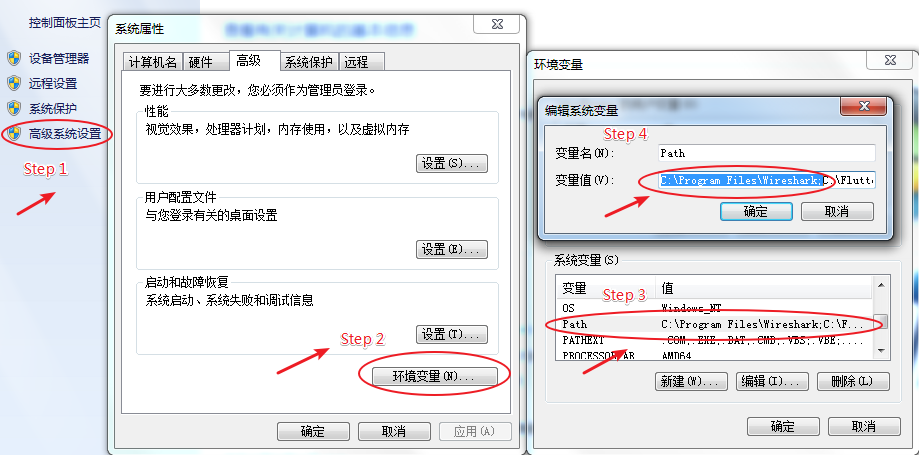 控制面板主页
设备管理器
远程设置
系统保护
高级系统设置
Step 1
系统属性
计算机名
硬件
高级
系统保护
远程
要进行大多数更改，您必须作为管理员登录。
性能
视觉效果，处理器计划，内存使用，以及虚拟内存
设置(S)...
用户配置文件
与您登录有关的桌面设置
设置(E)...
启动和故障恢复
系统启动、系统失败和调试信息
设置(T)...
Step 2
环境变量(N)...
确定
取消
应用(A)
环境变量
编辑系统变量
Step 4
变量名(N):
Path
变量值(V):
C:\Program Files\Wireshark;C:\Flutt
确定
取消
系统变量(S)
变量
值
Step 3
OS
Windows_NT
Path
C:\Program Files\Wireshark;C:\F...
PATHEXT
.COM;.EXE;.BAT;.CMD;.VBS;.VBE;....
PROCESSOR_AR
AMD64
新建(W)...
编辑(I)...
删除(L)
确定
取消